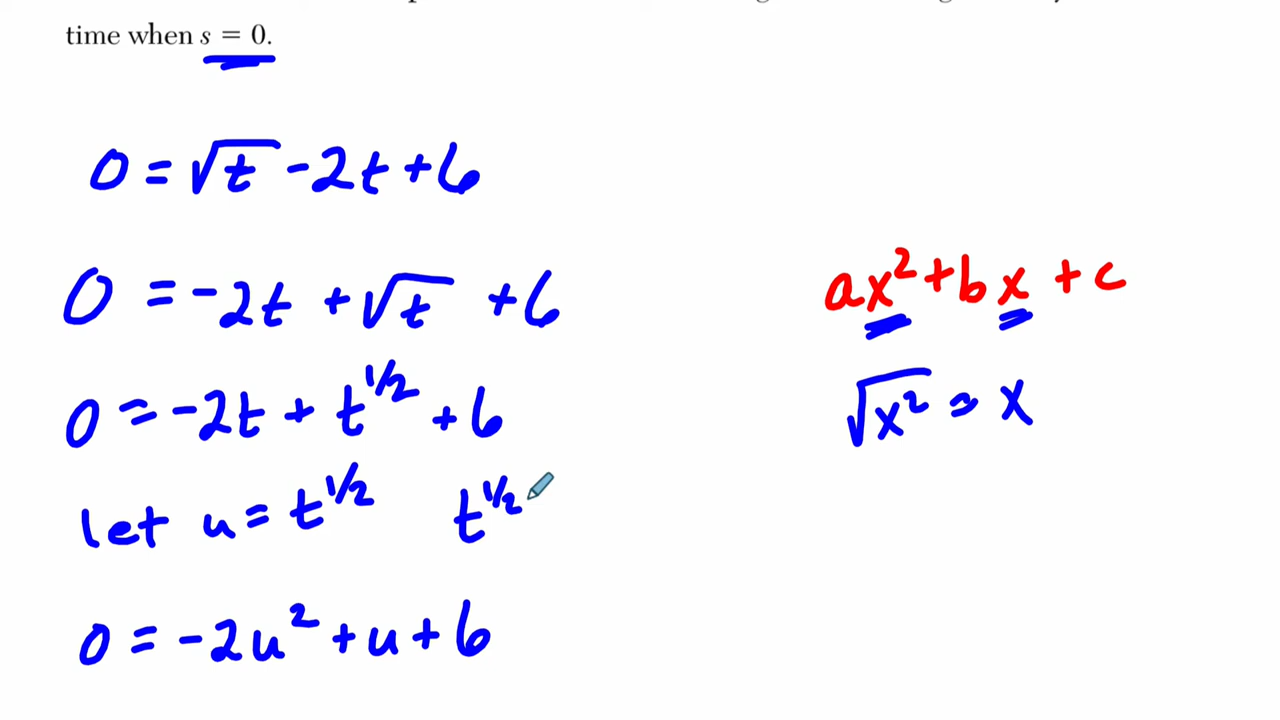 time when s = 0.
0 = √t - 2t + 6
0 = -2t + √t + 6
ax² + bx + c
0 = -2t + t^1/2 + 6
√x² = x
let u = t^1/2 t^1/2
0 = -2u² + u + 6